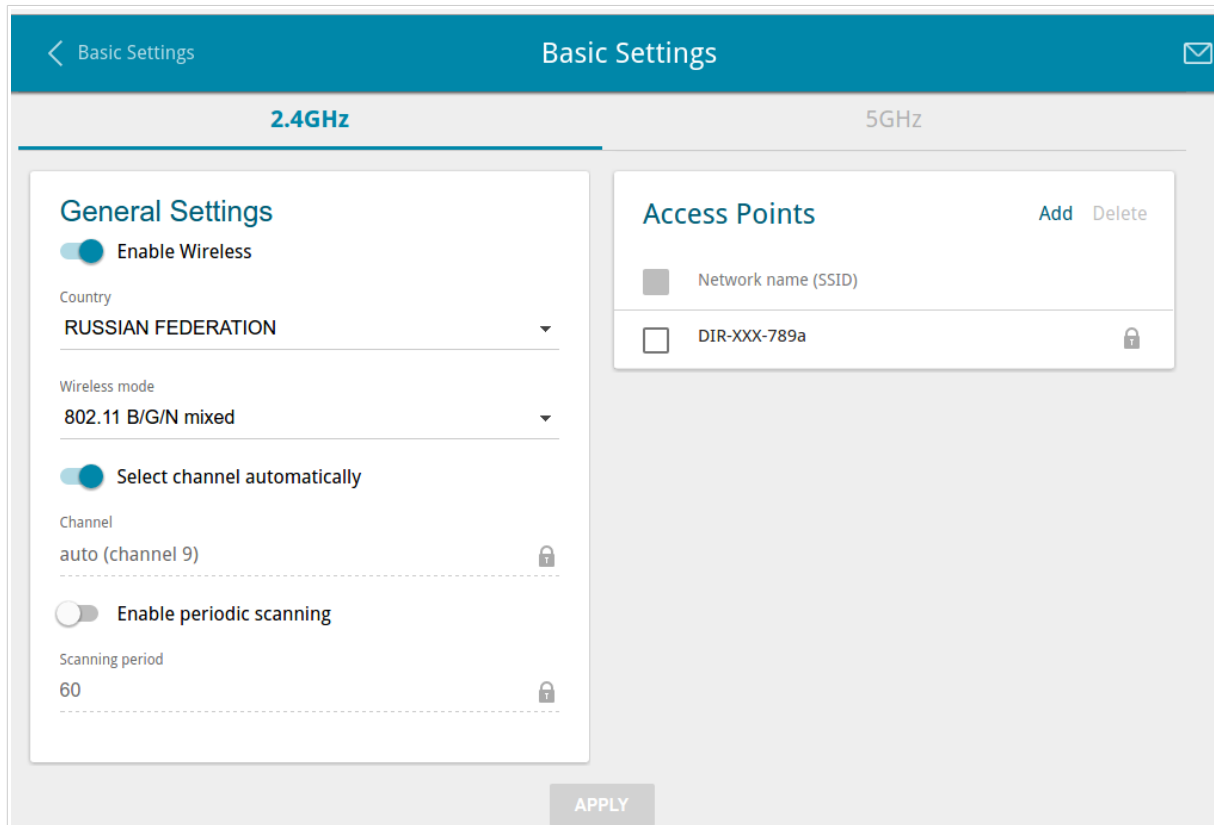 Basic Settings
Basic Settings
2.4GHz
5GHz
General Settings
Enable Wireless
Country
RUSSIAN FEDERATION
Wireless mode
802.11 B/G/N mixed
Select channel automatically
Channel
auto (channel 9)
Enable periodic scanning
Scanning period
60
Access Points
Add Delete
Network name (SSID)
DIR-XXX-789a
APPLY